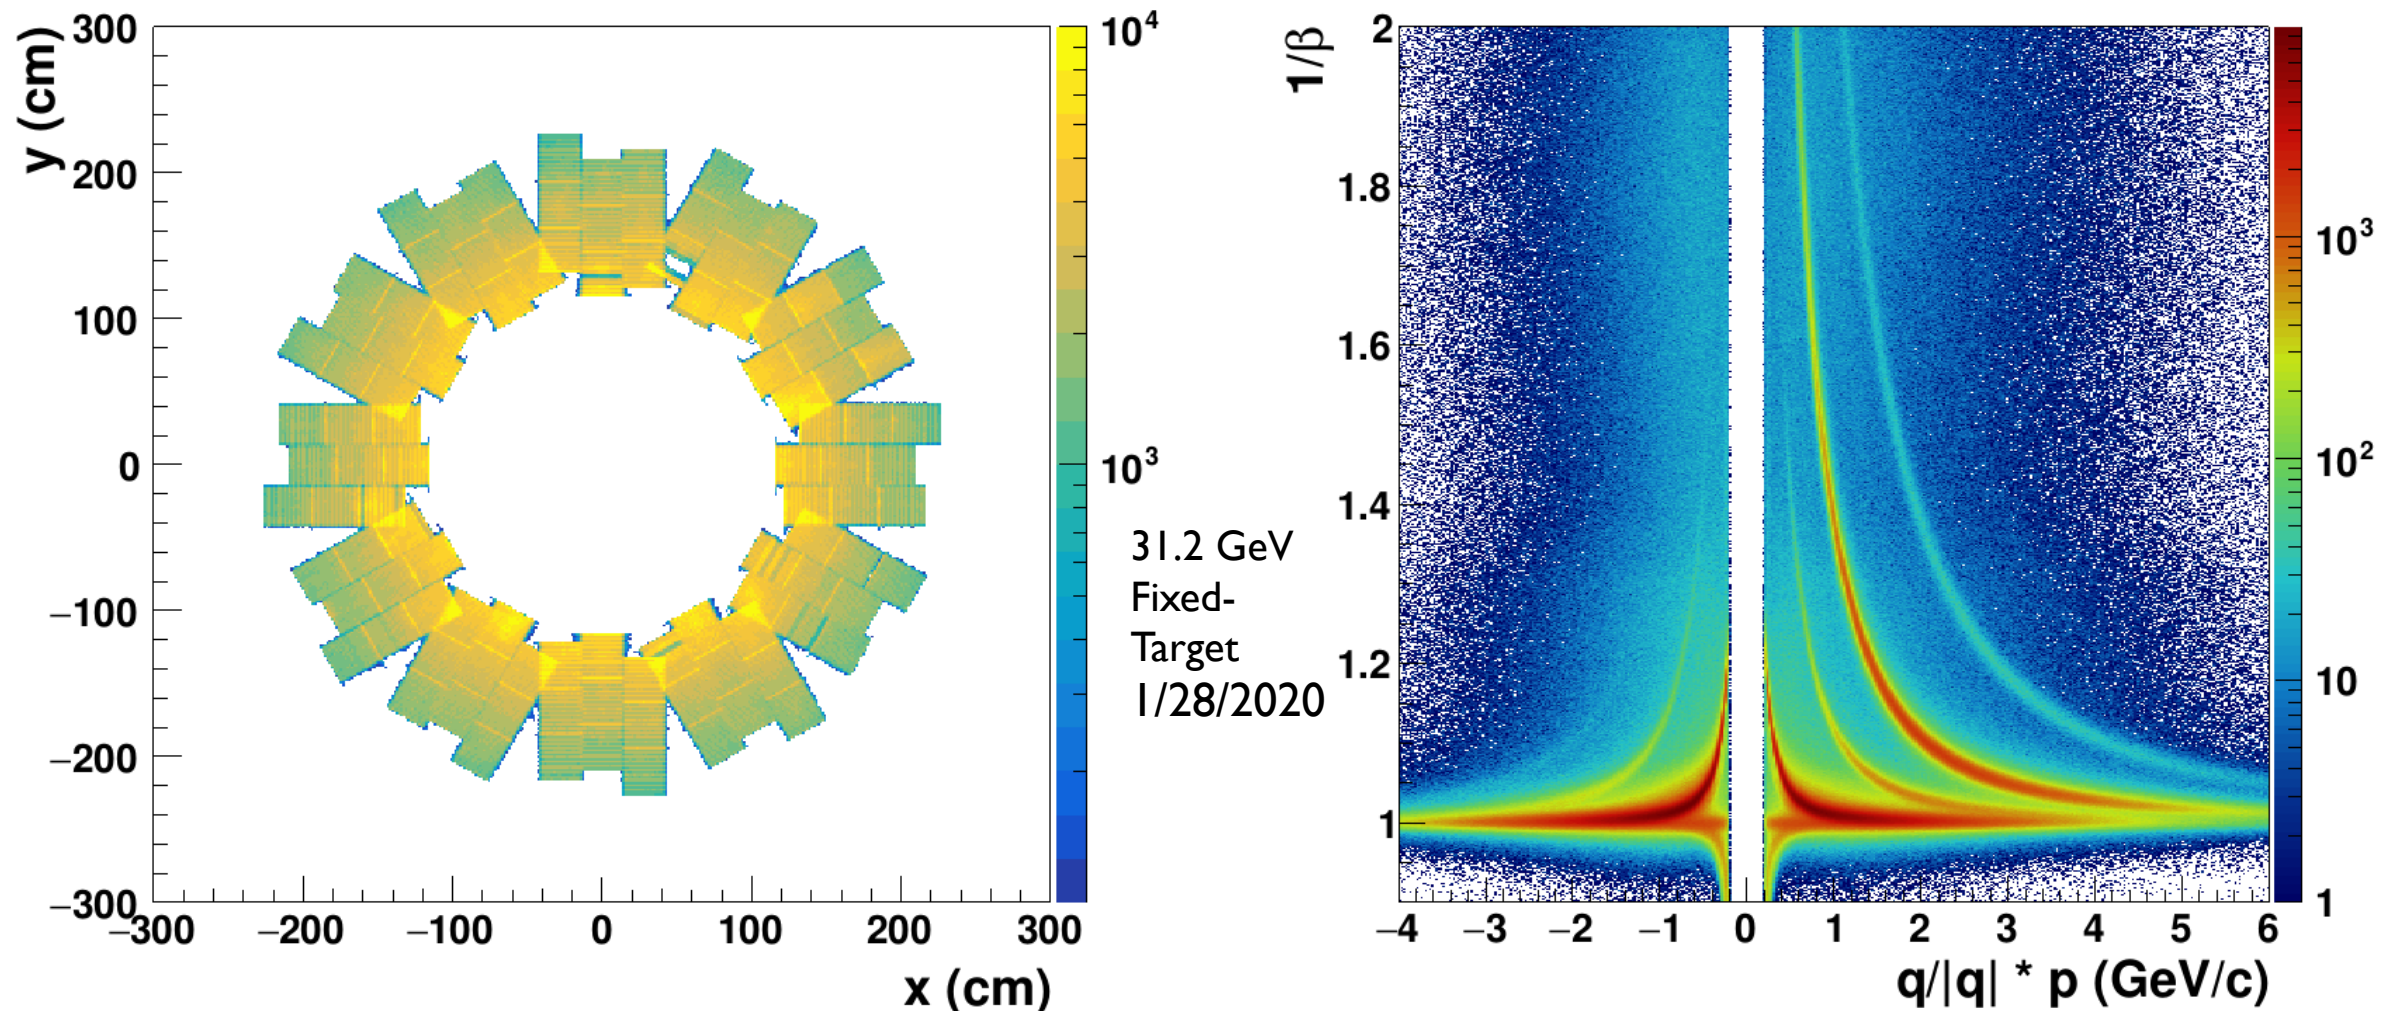 y (cm)
300
200
100
0
−100
−200
−300
−300 −200 −100 0 100 200 300
x (cm)
10⁴
10³
31.2 GeV
Fixed-
Target
1/28/2020
1/β
2
1.8
1.6
1.4
1.2
1
−4 −3 −2 −1 0 1 2 3 4 5 6
q/|q| * p (GeV/c)
10³
10²
10
1